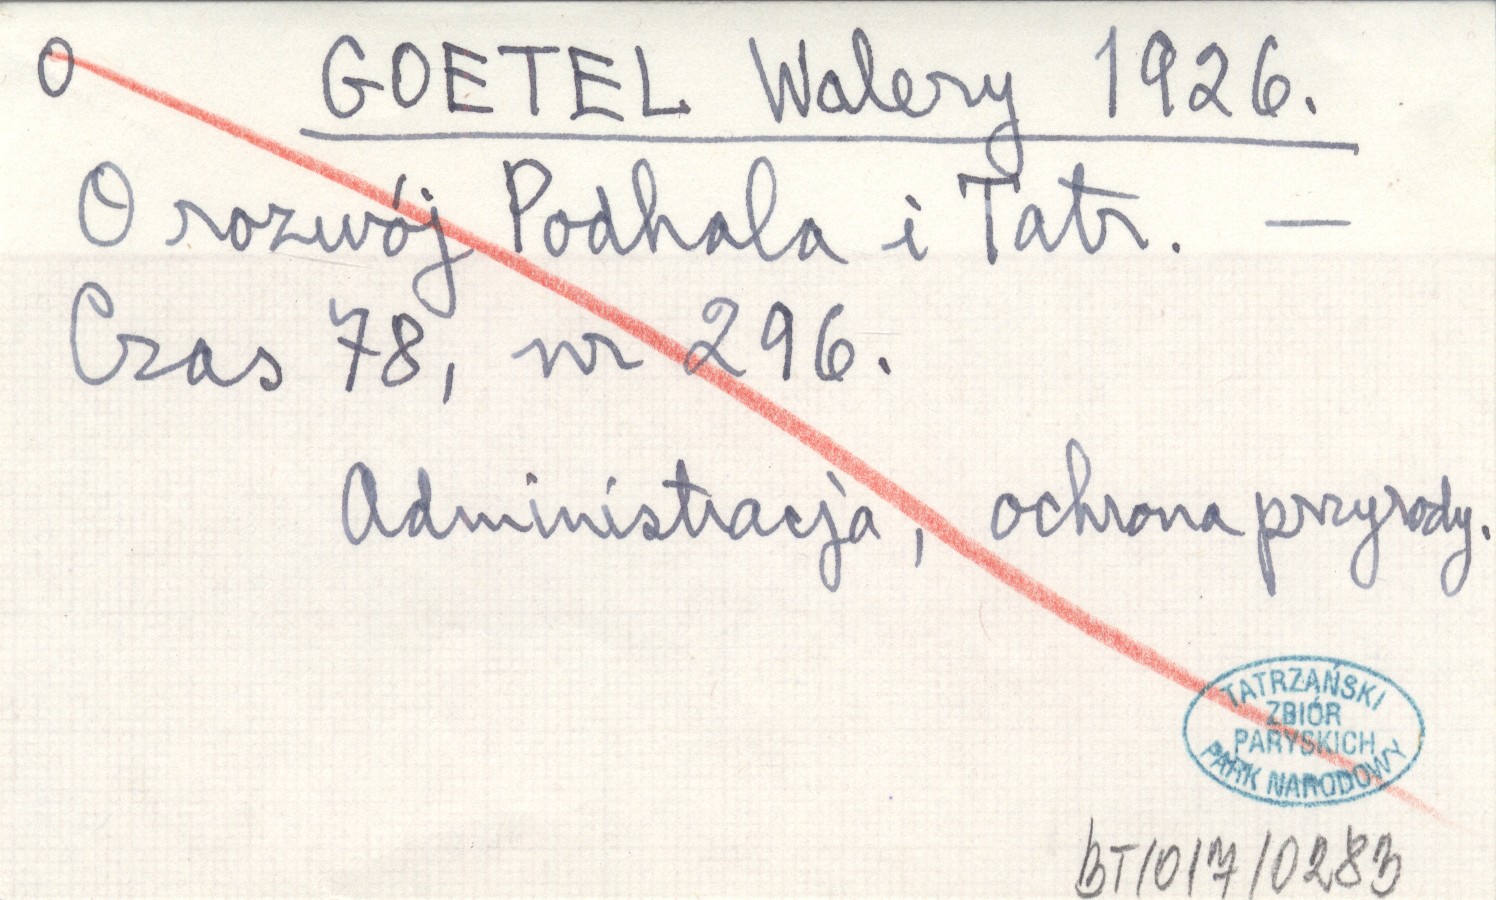 O GOETEL Walery 1926.
O rozwój Podhala i Tatr. —
Czas 78, nr 296.
Administracja, ochrona przyrody.
TATRZAŃSKI
ZBIÓR
PARYSKICH
PARK NARODOWY
BT/017/0283